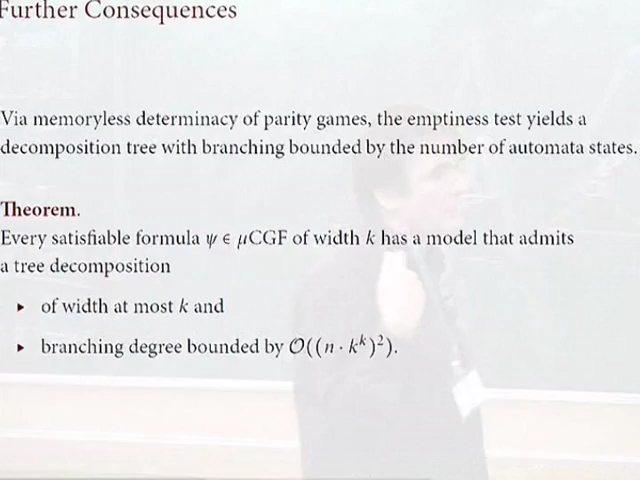 Further Consequences
Via memoryless determinacy of parity games, the emptiness test yields a
decomposition tree with branching bounded by the number of automata states.
Theorem.
Every satisfiable formula ψ ∈ μCGF of width k has a model that admits
a tree decomposition
▸ of width at most k and
▸ branching degree bounded by 𝒪((n · k^k)^2).